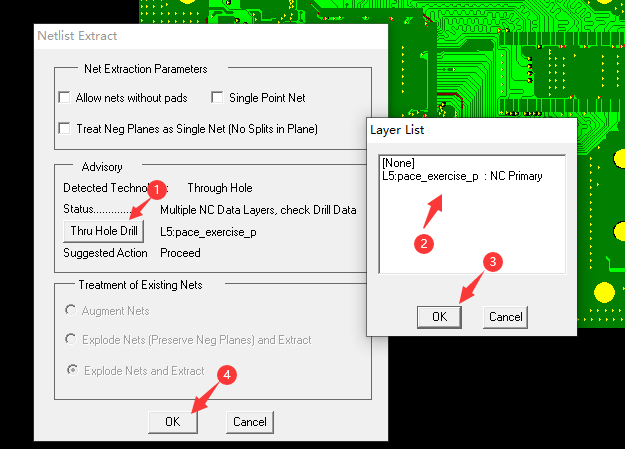 Netlist Extract
Net Extraction Parameters
Allow nets without pads
Single Point Net
Treat Neg Planes as Single Net (No Splits in Plane)
Advisory
Detected Through Hole
1
Status............. Multiple NC Data Layers, check Drill Data
Thru Hole Drill L5:pace_exercise_p
Suggested Action Proceed
Treatment of Existing Nets
Augment Nets
Explode Nets (Preserve Neg Planes) and Extract
Explode Nets and Extract
4
OK Cancel
Layer List
[None]
L5:pace_exercise_p : NC Primary
2
3
OK Cancel